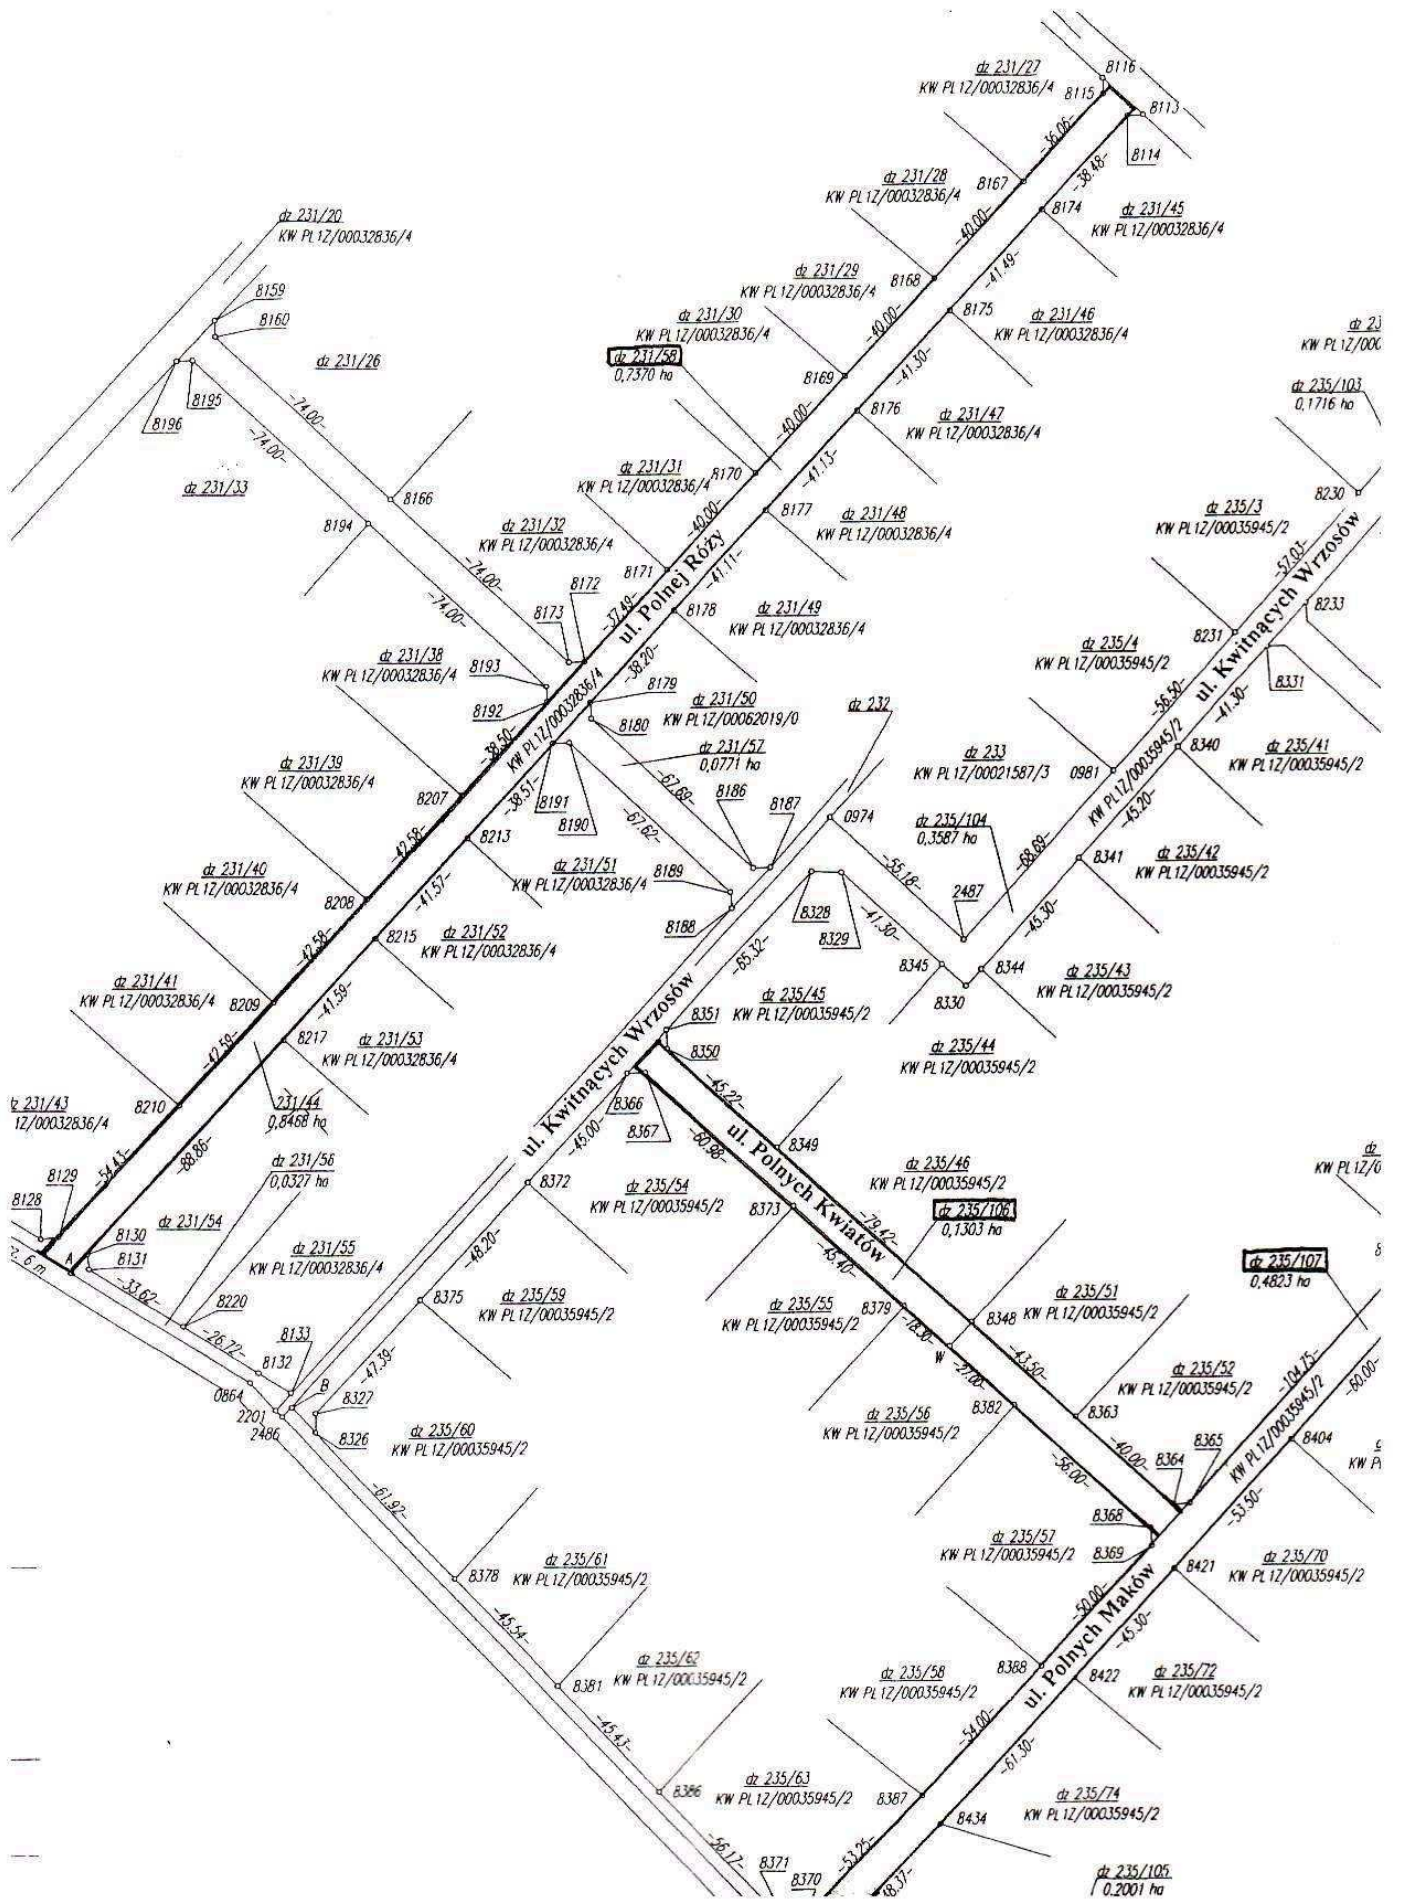 8116
dz 231/27
KW PL1Z/00032836/4
8115
8113
-36.06-
8114
-38.48-
dz 231/28
KW PL1Z/00032836/4
8167
8174
dz 231/45
KW PL1Z/00032836/4
dz 231/20
KW PL1Z/00032836/4
-40.00-
-41.49-
dz 231/29
KW PL1Z/00032836/4
8168
8159
8160
8175
dz 231/46
KW PL1Z/00032836/4
dz 231/30
KW PL1Z/00032836/4
-40.00-
dz 231/58
0,7370 ha
dz 231/26
8195
8196
-41.30-
8169
dz 23
KW PL1Z/000
dz 235/103
0,1716 ha
-74.00-
-74.00-
8176
dz 231/47
KW PL1Z/00032836/4
-40.00-
dz 231/31
KW PL1Z/00032836/4
8170
-41.13-
dz 231/33
8166
8194
8230
8177
dz 231/48
KW PL1Z/00032836/4
dz 235/3
KW PL1Z/00035945/2
dz 231/32
KW PL1Z/00032836/4
-40.00-
ul. Polnej Róży
-41.11-
-57.03-
ul. Kwitnących Wrzosów
8171
8172
8173
-74.00-
-74.00-
-37.49-
8178
dz 231/49
KW PL1Z/00032836/4
8233
8231
dz 235/4
KW PL1Z/00035945/2
dz 231/38
KW PL1Z/00032836/4
8193
8192
-38.20-
8179
8180
dz 231/50
KW PL1Z/00062019/0
8331
-56.50-
-41.30-
KW PL1Z/00032836/4
dz 232
dz 231/57
0,0771 ha
-38.50-
dz 233
KW PL1Z/00021587/3
0981
8340
dz 235/41
KW PL1Z/00035945/2
KW PL1Z/00035945/2
dz 231/39
KW PL1Z/00032836/4
8207
-38.51-
8191
8190
-67.69-
8186
8187
0974
dz 235/104
0,3587 ha
-45.20-
8213
-67.62-
-42.58-
dz 231/51
KW PL1Z/00032836/4
8189
8188
-55.18-
-68.69-
8341
dz 235/42
KW PL1Z/00035945/2
dz 231/40
KW PL1Z/00032836/4
8208
-41.57-
8328
8329
2487
-45.30-
8215
dz 231/52
KW PL1Z/00032836/4
-42.58-
-65.32-
-41.30-
8345
8344
8330
dz 235/43
KW PL1Z/00035945/2
dz 231/41
KW PL1Z/00032836/4
8209
-41.59-
ul. Kwitnących Wrzosów
8351
8350
dz 235/45
KW PL1Z/00035945/2
8217
dz 231/53
KW PL1Z/00032836/4
dz 235/44
KW PL1Z/00035945/2
-42.59-
dz 231/43
1Z/00032836/4
8210
231/44
0,8468 ha
8366
8367
-45.22-
-45.00-
-60.98-
ul. Polnych Kwiatów
8349
-54.43-
-88.86-
dz 231/56
0,0327 ha
8372
dz 235/54
KW PL1Z/00035945/2
8373
dz 235/46
KW PL1Z/00035945/2
dz
KW PL1Z/0
8129
8128
dz 231/54
8130
8131
A
z. 6 m
dz 231/55
KW PL1Z/00032836/4
-48.20-
-79.42-
dz 235/106
0,1303 ha
-45.40-
dz 235/107
0,4823 ha
-33.62-
8220
8375
dz 235/59
KW PL1Z/00035945/2
dz 235/55
KW PL1Z/00035945/2
8379
-18.30-
8348
dz 235/51
KW PL1Z/00035945/2
-26.72-
8133
8132
W
-27.00-
-43.50-
-47.39-
B
0864
2201
2486
8327
8326
dz 235/60
KW PL1Z/00035945/2
dz 235/52
KW PL1Z/00035945/2
-104.75-
-60.00-
8382
8363
dz 235/56
KW PL1Z/00035945/2
-56.00-
-40.00-
8365
8364
KW PL1Z/00035945/2
8404
-61.92-
-53.50-
8368
8369
dz 235/57
KW PL1Z/00035945/2
8378
dz 235/61
KW PL1Z/00035945/2
8421
dz 235/70
KW PL1Z/00035945/2
-50.00-
ul. Polnych Maków
-45.54-
-45.30-
8381
dz 235/62
KW PL1Z/00035945/2
8388
dz 235/58
KW PL1Z/00035945/2
8422
dz 235/72
KW PL1Z/00035945/2
-45.43-
-54.00-
-61.30-
8386
dz 235/63
KW PL1Z/00035945/2
8387
8434
dz 235/74
KW PL1Z/00035945/2
-56.17-
8371
8370
-53.25-
48.37-
dz 235/105
0,2001 ha